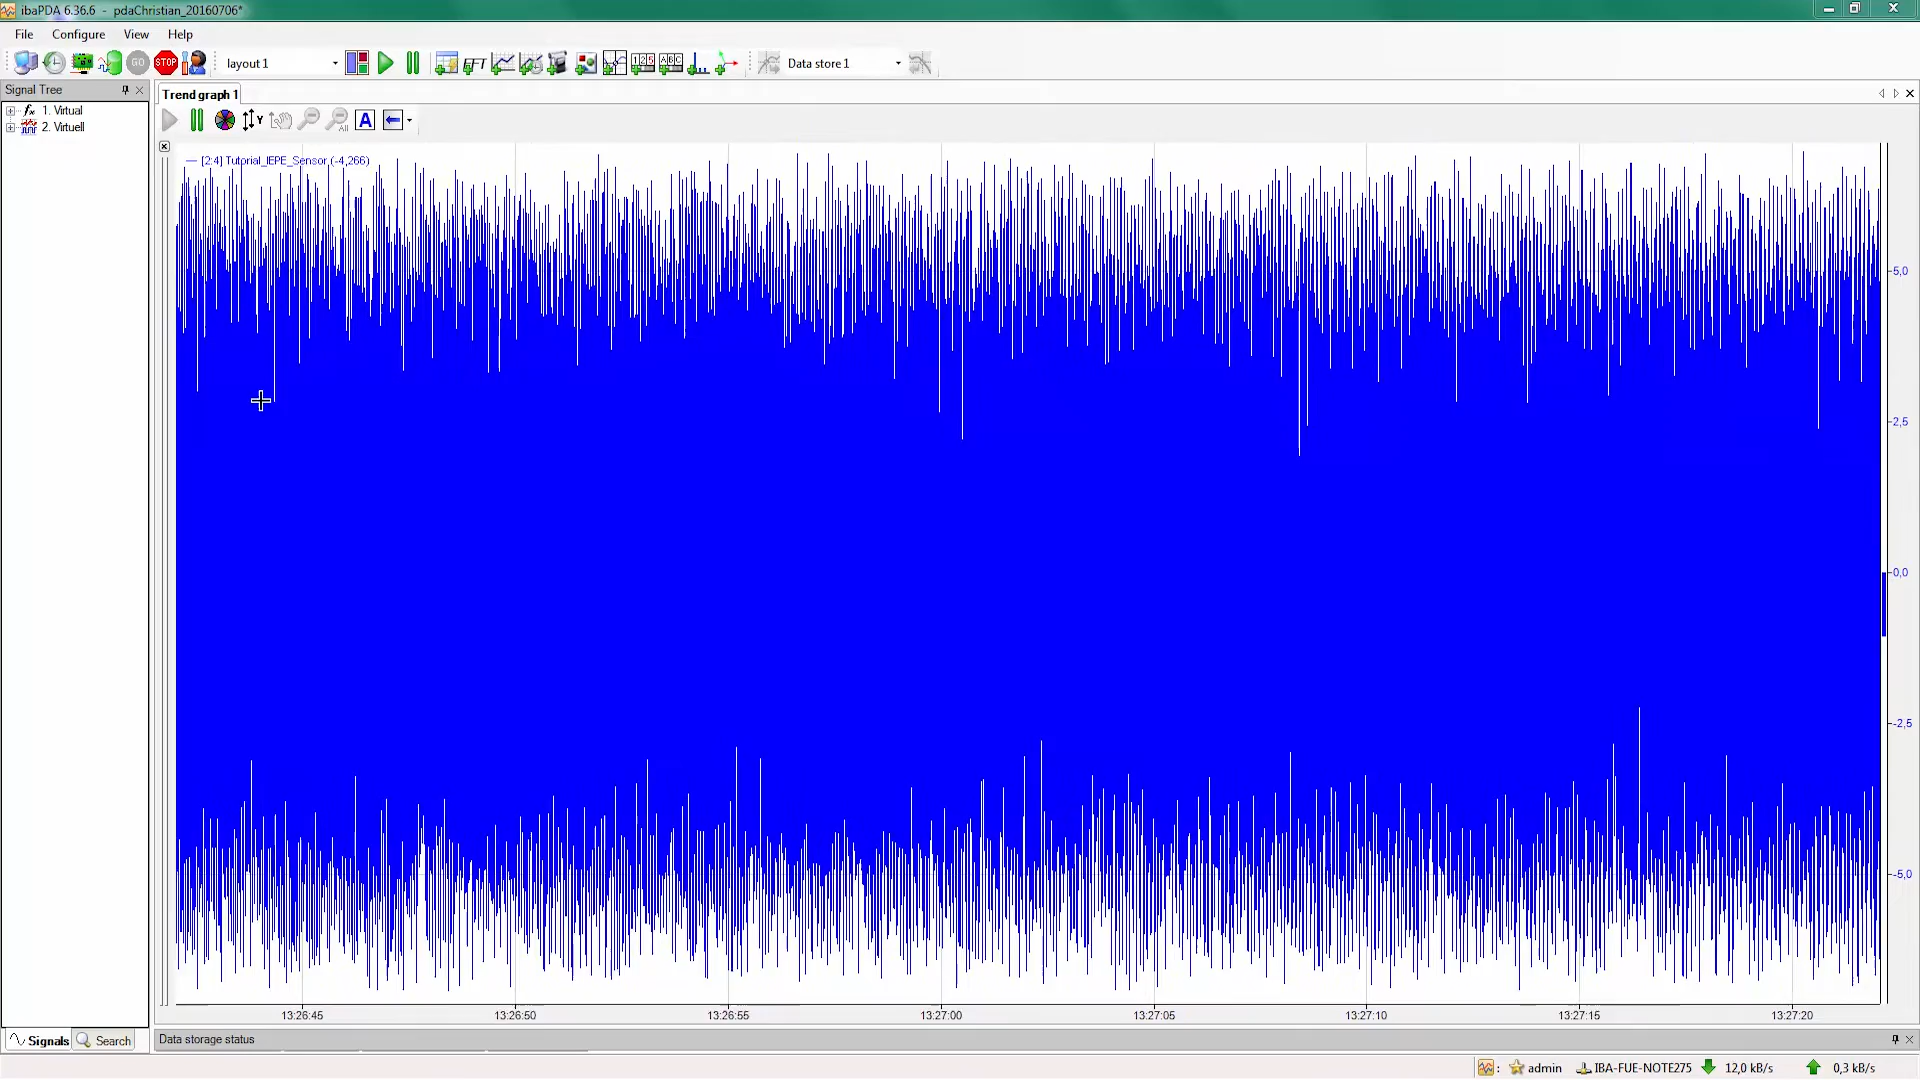 ibaPDA 6.36.6 - pdaChristian_20160706*
File Configure View Help
GO STOP layout 1 FFT Data store 1
Signal Tree
Trend graph 1
1. Virtual
2. Virtuell
Y All A
[2:4] Tutorial_IEPE_Sensor (-4,266)
5,0
2,5
0,0
-2,5
-5,0
13:26:45 13:26:50 13:26:55 13:27:00 13:27:05 13:27:10 13:27:15 13:27:20
Signals Search
Data storage status
admin IBA-FUE-NOTE275 12,0 kB/s 0,3 kB/s